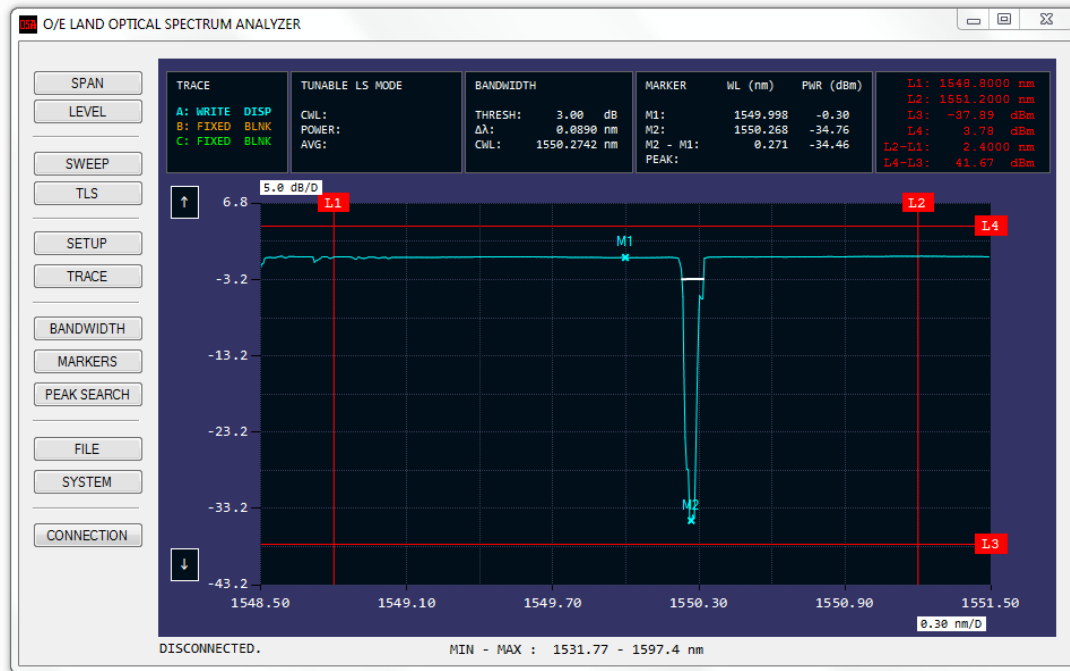 OSA O/E LAND OPTICAL SPECTRUM ANALYZER
SPAN
LEVEL
SWEEP
TLS
SETUP
TRACE
BANDWIDTH
MARKERS
PEAK SEARCH
FILE
SYSTEM
CONNECTION
TRACE
A: WRITE DISP
B: FIXED BLNK
C: FIXED BLNK
TUNABLE LS MODE
CWL:
POWER:
AVG:
BANDWIDTH
THRESH: 3.00 dB
Δλ: 0.0890 nm
CWL: 1550.2742 nm
MARKER WL (nm) PWR (dBm)
M1: 1549.998 -0.30
M2: 1550.268 -34.76
M2 - M1: 0.271 -34.46
PEAK:
L1: 1548.8000 nm
L2: 1551.2000 nm
L3: -37.89 dBm
L4: 3.78 dBm
L2-L1: 2.4000 nm
L4-L3: 41.67 dBm
↑
5.0 dB/D
6.8
L1
L2
L4
M1
-3.2
-13.2
-23.2
-33.2
M2
L3
↓
-43.2
1548.50 1549.10 1549.70 1550.30 1550.90 1551.50
0.30 nm/D
DISCONNECTED.
MIN - MAX : 1531.77 - 1597.4 nm